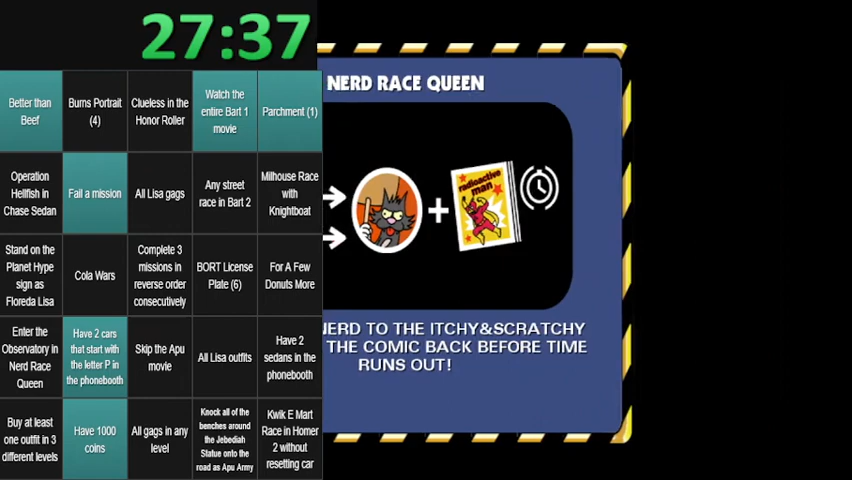 27:37
Better than
Beef
Burns Portrait
(4)
Clueless in the
Honor Roller
Watch the
entire Bart 1
movie
Parchment (1)
Operation
Hellfish in
Chase Sedan
Fail a mission
All Lisa gags
Any street
race in Bart 2
Milhouse Race
with
Knightboat
Stand on the
Planet Hype
sign as
Floreda Lisa
Cola Wars
Complete 3
missions in
reverse order
consecutively
BORT License
Plate (6)
For A Few
Donuts More
Enter the
Observatory in
Nerd Race
Queen
Have 2 cars
that start with
the letter P in
the phonebooth
Skip the Apu
movie
All Lisa outfits
Have 2
sedans in the
phonebooth
Buy at least
one outfit in 3
different levels
Have 1000
coins
All gags in any
level
Knock all of the
benches around
the Jebediah
Statue onto the
road as Apu Army
Kwik E Mart
Race in Homer
2 without
resetting car
NERD RACE QUEEN
radioactive
man
NERD TO THE ITCHY&SCRATCHY
THE COMIC BACK BEFORE TIME
RUNS OUT!